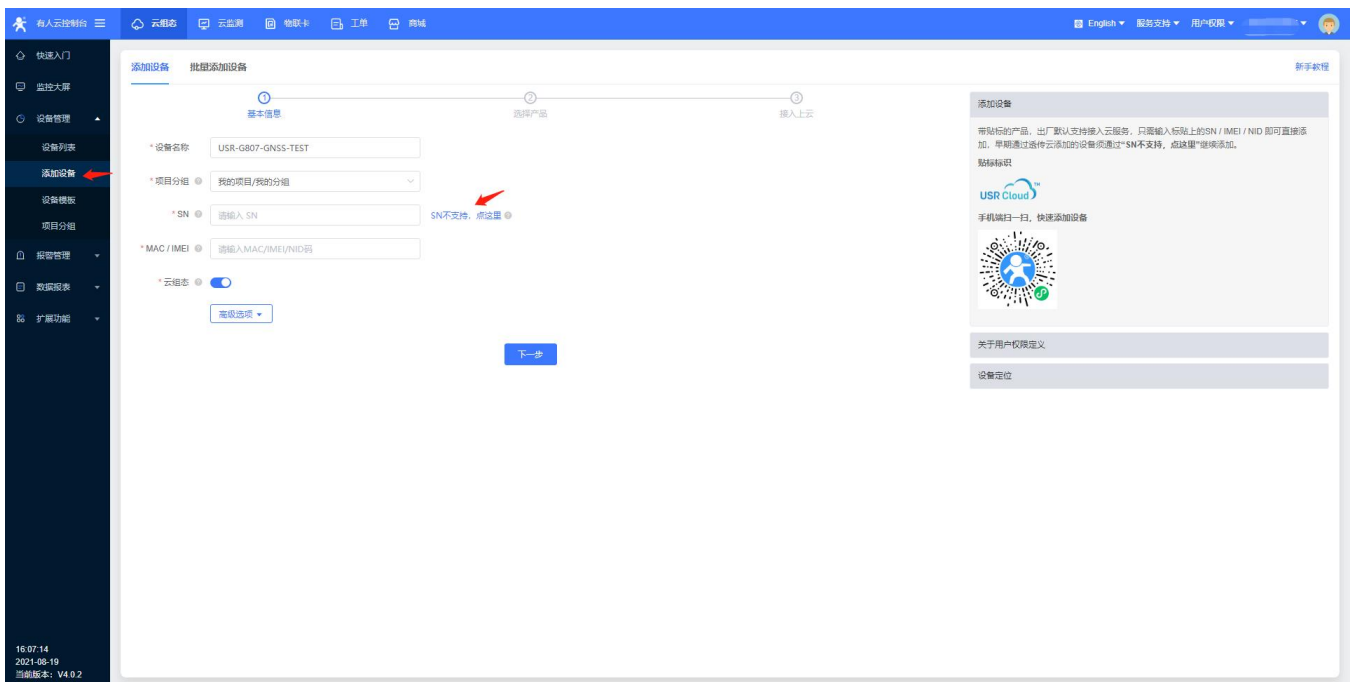 有人云控制台
云组态
云监测
物联卡
工单
商城
English
服务支持
用户权限
快速入门
监控大屏
设备管理
设备列表
添加设备
设备模板
项目分组
报警管理
数据报表
扩展功能
16:07:14
2021-08-19
当前版本：V4.0.2
添加设备
批量添加设备
新手教程
1
基本信息
2
选择产品
3
接入上云
*设备名称
USR-G807-GNSS-TEST
*项目分组
我的项目/我的分组
*SN
请输入 SN
SN不支持，点这里
*MAC / IMEI
请输入MAC/IMEI/NID码
*云组态
高级选项
下一步
添加设备
带贴标的产品，出厂默认支持接入云服务，只需输入标贴上的SN / IMEI / NID 即可直接添
加，早期通过透传云添加的设备须通过“SN不支持，点这里”继续添加。
贴标标识
USR Cloud™
手机端扫一扫，快速添加设备
关于用户权限定义
设备定位